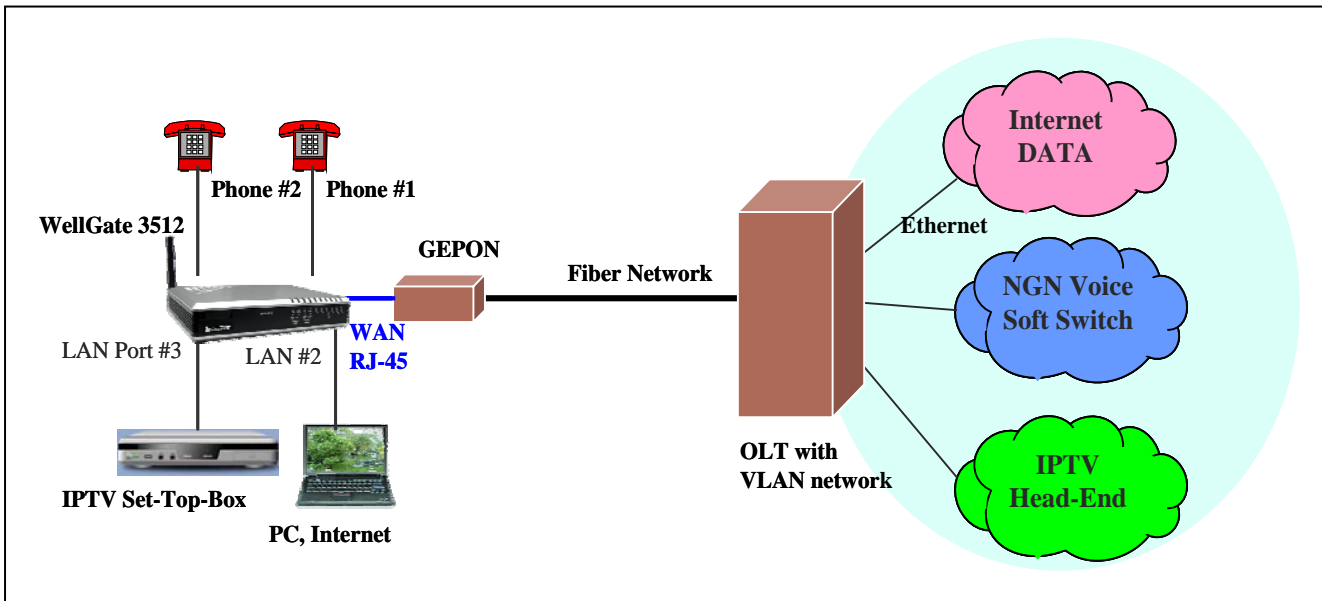 Internet
DATA
Phone #2
Phone #1
WellGate 3512
Ethernet
GEPON
Fiber Network
NGN Voice
Soft Switch
LAN Port #3
LAN #2
WAN
RJ-45
OLT with
VLAN network
IPTV
Head-End
IPTV Set-Top-Box
PC, Internet